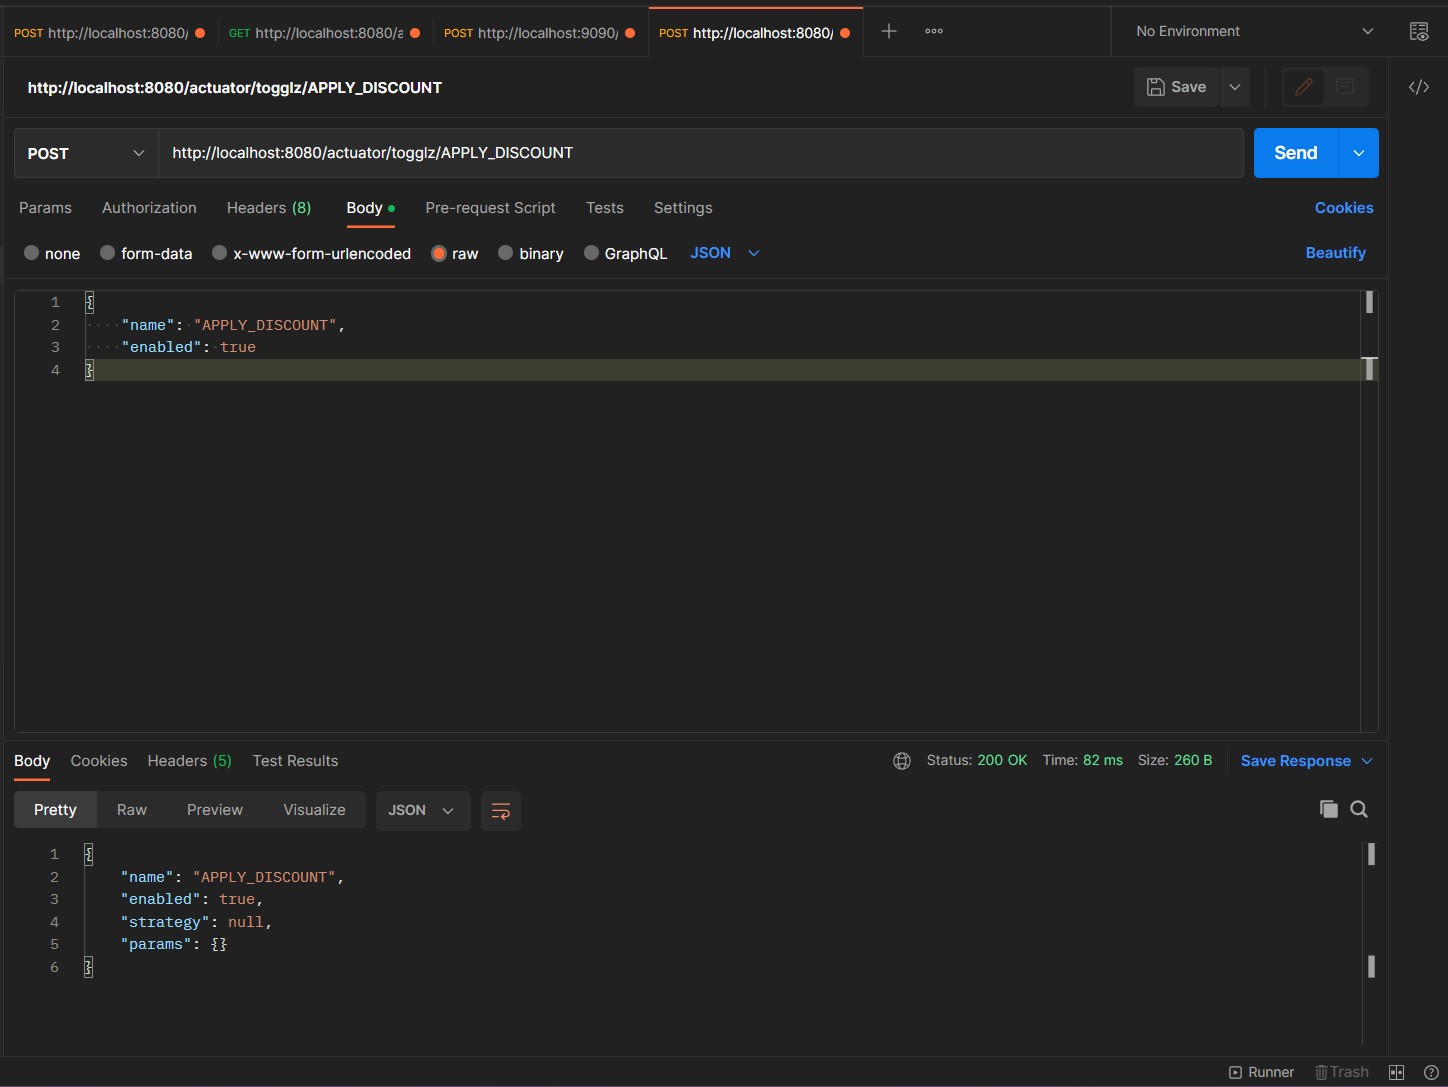 POST http://localhost:8080/ GET http://localhost:8080/a POST http://localhost:9090/ POST http://localhost:8080/ No Environment
http://localhost:8080/actuator/togglz/APPLY_DISCOUNT Save
POST http://localhost:8080/actuator/togglz/APPLY_DISCOUNT Send
Params Authorization Headers (8) Body Pre-request Script Tests Settings Cookies
none form-data x-www-form-urlencoded raw binary GraphQL JSON Beautify
1 {
2 "name": "APPLY_DISCOUNT",
3 "enabled": true
4 }
Body Cookies Headers (5) Test Results Status: 200 OK Time: 82 ms Size: 260 B Save Response
Pretty Raw Preview Visualize JSON
1 {
2 "name": "APPLY_DISCOUNT",
3 "enabled": true,
4 "strategy": null,
5 "params": {}
6 }
Runner Trash